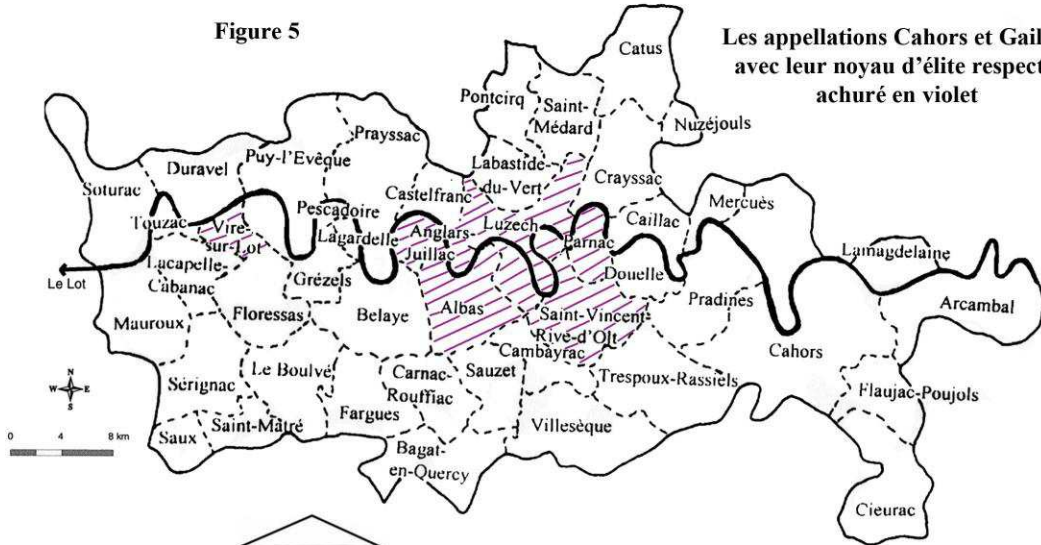 Figure 5
Les appellations Cahors et Gail
avec leur noyau d'élite respect
achuré en violet
Catus
Pontcirq
Saint-
Médard
Nuzéjouls
Prayssac
Puy-l'Evêque
Duravel
Labastide-
du-Vert
Crayssac
Soturac
Castelfranc
Mercuès
Touzac
Pescadoire
Luzech
Caillac
Vire-
sur-Lot
Lagardelle
Anglars-
Juillac
Parnac
Lamagdelaine
Lacapelle-
Cabanac
Grézels
Douelle
Le Lot
Albas
Pradines
Arcambal
Mauroux
Floressas
Belaye
Saint-Vincent-
Rive-d'Olt
Cahors
Cambayrac
N
W
E
S
Sérignac
Le Boulvé
Carnac-
Rouffiac
Sauzet
Trespoux-Rassiels
Flaujac-Poujols
Saux
Saint-Matré
Fargues
Villesèque
0 4 8 km
Bagat-
en-Quercy
Cieurac